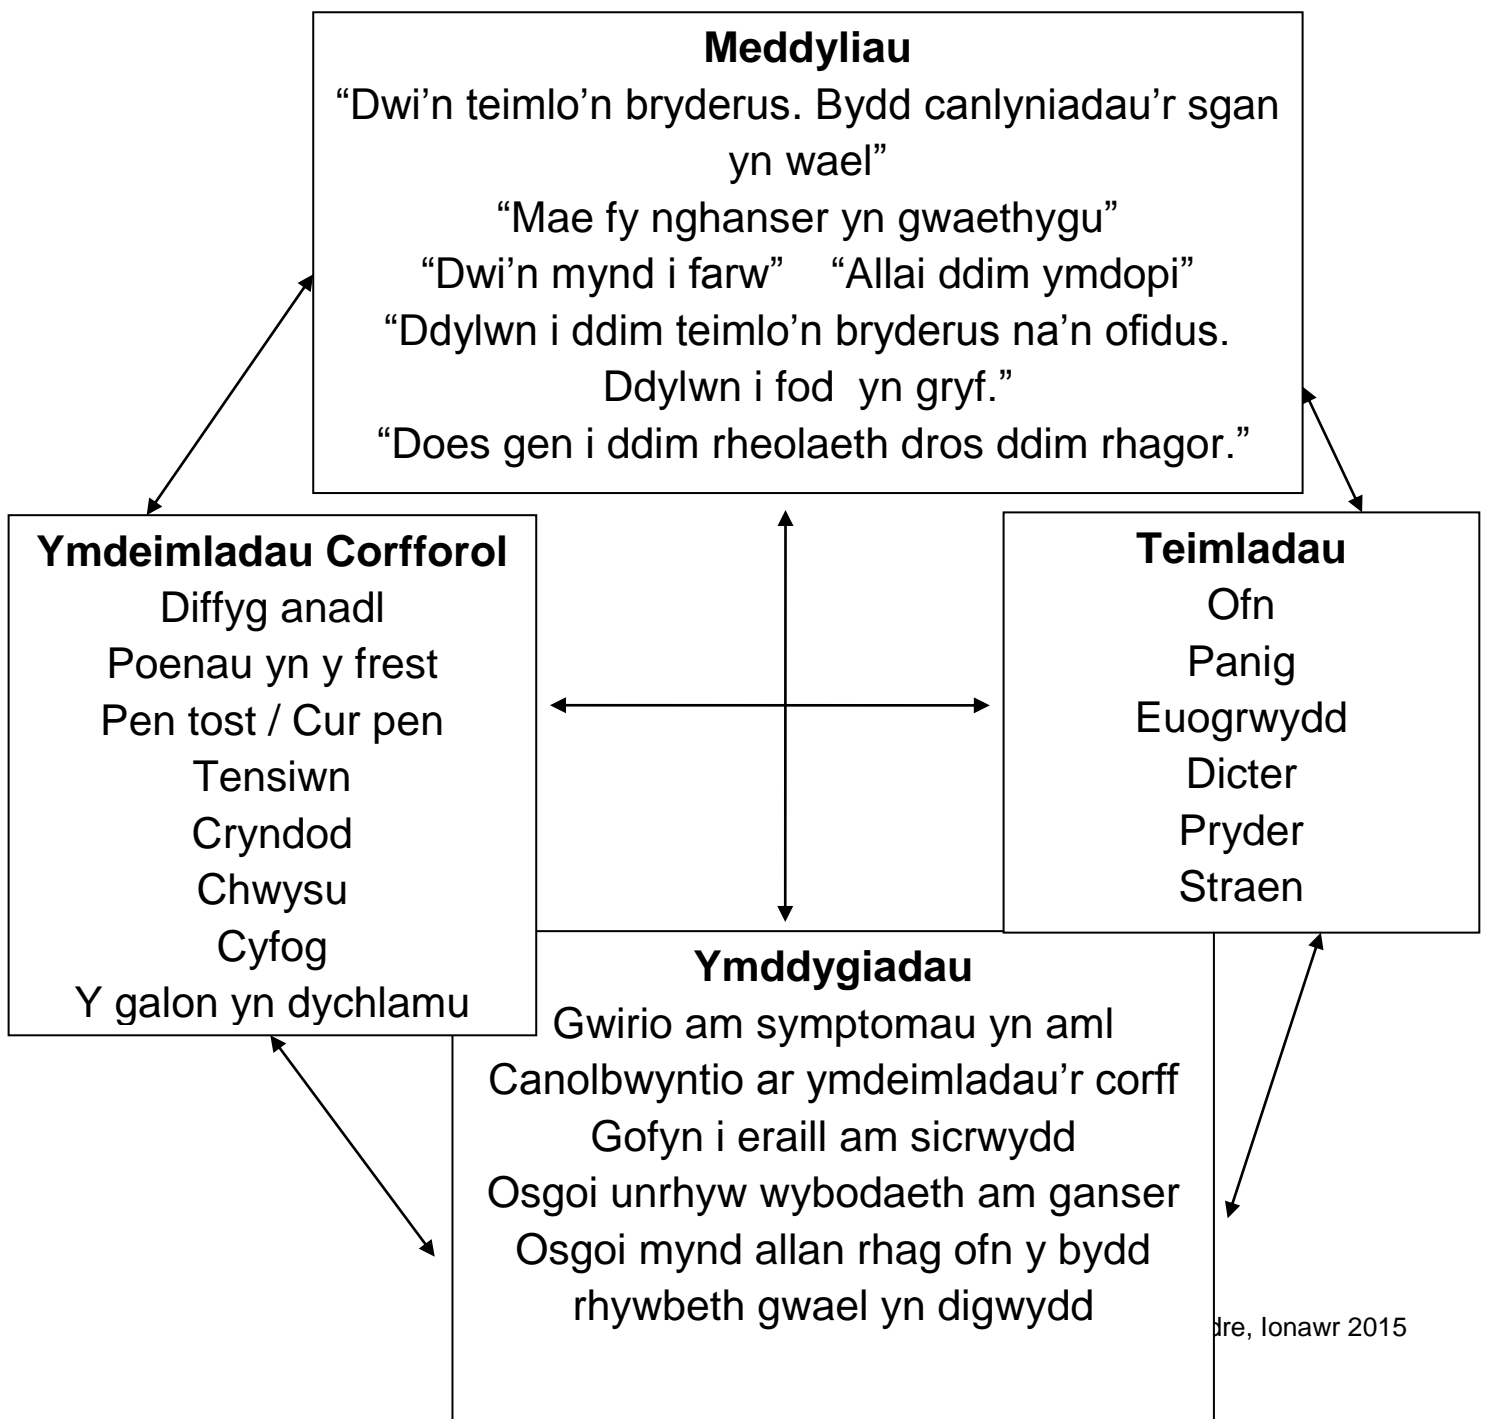 Meddyliau
“Dwi’n teimlo’n bryderus. Bydd canlyniadau’r sgan
yn wael”
“Mae fy nghanser yn gwaethygu”
“Dwi’n mynd i farw” “Allai ddim ymdopi”
“Ddylwn i ddim teimlo’n bryderus na’n ofidus.
Ddylwn i fod yn gryf.”
“Does gen i ddim rheolaeth dros ddim rhagor.”
Ymdeimladau Corfforol
Diffyg anadl
Poenau yn y frest
Pen tost / Cur pen
Tensiwn
Cryndod
Chwysu
Cyfog
Y galon yn dychlamu
Teimladau
Ofn
Panig
Euogrwydd
Dicter
Pryder
Straen
Ymddygiadau
Gwirio am symptomau yn aml
Canolbwyntio ar ymdeimladau’r corff
Gofyn i eraill am sicrwydd
Osgoi unrhyw wybodaeth am ganser
Osgoi mynd allan rhag ofn y bydd
rhywbeth gwael yn digwydd
Ionawr 2015